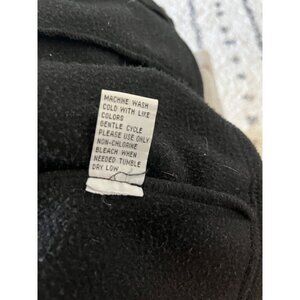 MACHINE WASH
COLD WITH LIKE
COLORS
GENTLE CYCLE
PLEASE USE ONLY
NON-CHLORINE
BLEACH WHEN
NEEDED TUMBLE
DRY LOW